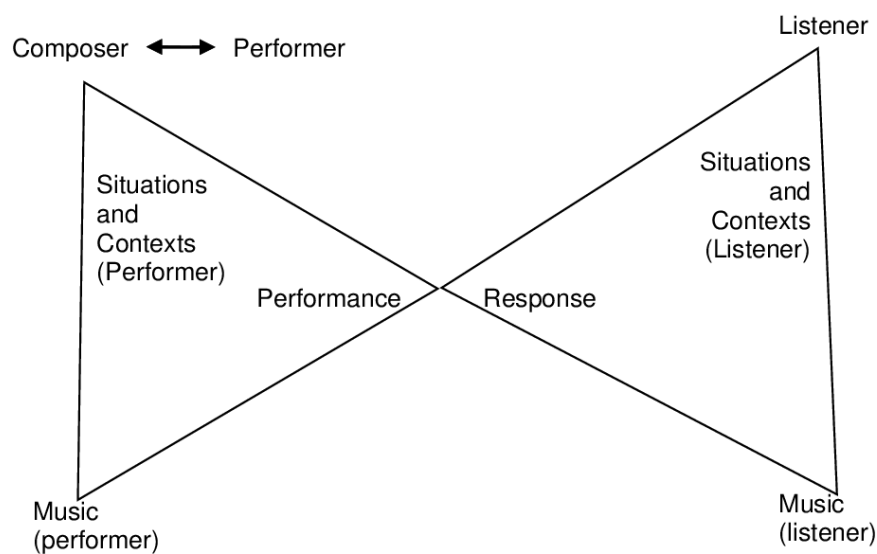 Composer Performer
Listener
Situations
and
Contexts
(Performer)
Situations
and
Contexts
(Listener)
Performance
Response
Music
(performer)
Music
(listener)